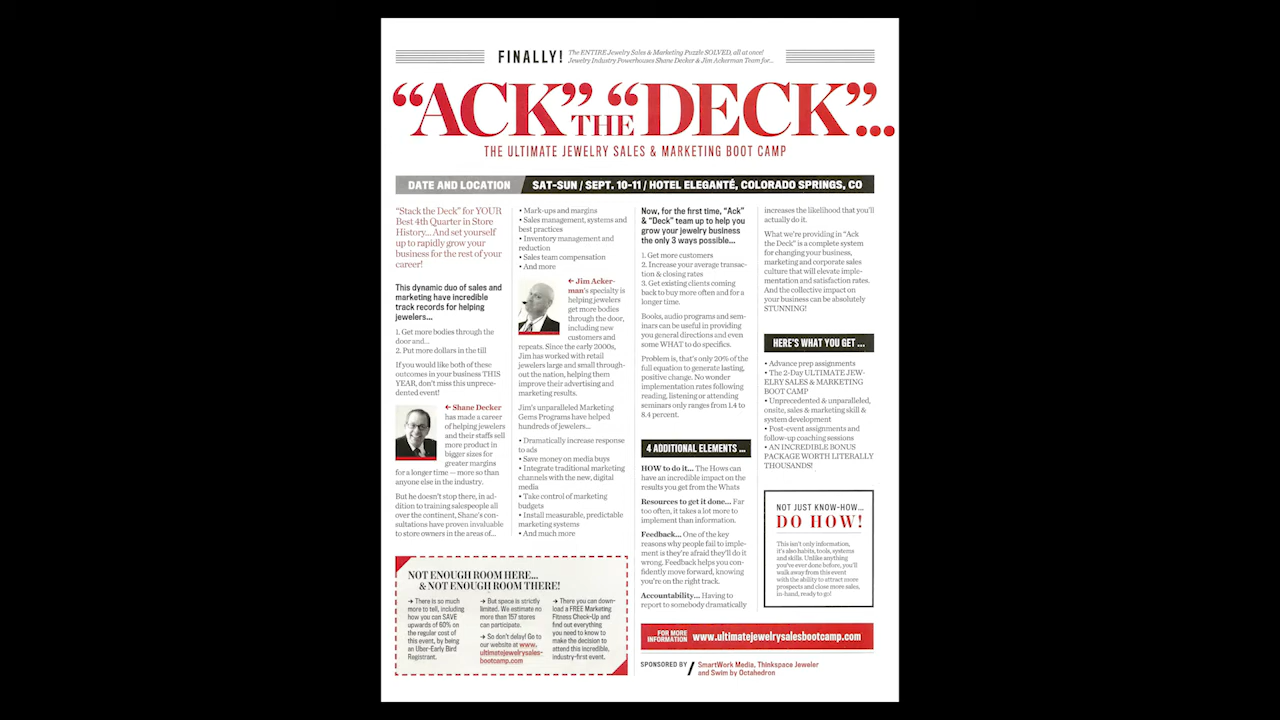 FINALLY!
The ENTIRE Jewelry Sales & Marketing Puzzle SOLVED, all at once!
Jewelry Industry Powerhouses Shane Decker & Jim Ackerman Team for...
“ACK” THE “DECK”...
THE ULTIMATE JEWELRY SALES & MARKETING BOOT CAMP
DATE AND LOCATION
SAT-SUN / SEPT. 10-11 / HOTEL ELEGANTÉ, COLORADO SPRINGS, CO
“Stack the Deck” for YOUR
Best 4th Quarter in Store
History... And set yourself
up to rapidly grow your
business for the rest of your
career!
This dynamic duo of sales and
marketing have incredible
track records for helping
jewelers...
1. Get more bodies through the
door and...
2. Put more dollars in the till
If you would like both of these
outcomes in your business THIS
YEAR, don't miss this unprece-
dented event!
← Shane Decker
has made a career
of helping jewelers
and their staffs sell
more product in
bigger sizes for
greater margins
for a longer time — more so than
anyone else in the industry.
But he doesn't stop there, in ad-
dition to training salespeople all
over the continent, Shane's con-
sultations have proven invaluable
to store owners in the areas of...
• Mark-ups and margins
• Sales management, systems and
best practices
• Inventory management and
reduction
• Sales team compensation
• And more
← Jim Acker-
man's specialty is
helping jewelers
get more bodies
through the door,
including new
customers and
repeats. Since the early 2000s,
Jim has worked with retail
jewelers large and small through-
out the nation, helping them
improve their advertising and
marketing results.
Jim's unparalleled Marketing
Gems Programs have helped
hundreds of jewelers...
• Dramatically increase response
to ads
• Save money on media buys
• Integrate traditional marketing
channels with the new, digital
media
• Take control of marketing
budgets
• Install measurable, predictable
marketing systems
• And much more
Now, for the first time, “Ack”
& “Deck” team up to help you
grow your jewelry business
the only 3 ways possible...
1. Get more customers
2. Increase your average transac-
tion & closing rates
3. Get existing clients coming
back to buy more often and for a
longer time.
Books, audio programs and sem-
inars can be useful in providing
you general directions and even
some WHAT to do specifics.
Problem is, that's only 20% of the
full equation to generate lasting,
positive change. No wonder
implementation rates following
reading, listening or attending
seminars only ranges from 1.4 to
8.4 percent.
4 ADDITIONAL ELEMENTS ...
HOW to do it... The Hows can
have an incredible impact on the
results you get from the Whats
Resources to get it done... Far
too often, it takes a lot more to
implement than information.
Feedback... One of the key
reasons why people fail to imple-
ment is they're afraid they'll do it
wrong. Feedback helps you con-
fidently move forward, knowing
you're on the right track.
Accountability... Having to
report to somebody dramatically
increases the likelihood that you'll
actually do it.
What we're providing in “Ack
the Deck” is a complete system
for changing your business,
marketing and corporate sales
culture that will elevate imple-
mentation and satisfaction rates.
And the collective impact on
your business can be absolutely
STUNNING!
HERE'S WHAT YOU GET ...
• Advance prep assignments
• The 2-Day ULTIMATE JEW-
ELRY SALES & MARKETING
BOOT CAMP
• Unprecedented & unparalleled,
onsite, sales & marketing skill &
system development
• Post-event assignments and
follow-up coaching sessions
• AN INCREDIBLE BONUS
PACKAGE WORTH LITERALLY
THOUSANDS!
NOT JUST KNOW-HOW...
DO HOW!
This isn't only information,
it's also habits, tools, systems
and skills. Unlike anything
you've ever done before, you'll
walk away from this event
with the ability to attract more
prospects and close more sales,
in-hand, ready to go!
NOT ENOUGH ROOM HERE...
& NOT ENOUGH ROOM THERE!
→ There is so much
more to tell, including
how you can SAVE
upwards of 60% on
the regular cost of
this event, by being
an Uber-Early Bird
Registrant.
→ But space is strictly
limited. We estimate no
more than 157 stores
can participate.
→ So don't delay! Go to
our website at www.
ultimatejewelrysales-
bootcamp.com
→ There you can down-
load a FREE Marketing
Fitness Check-Up and
find out everything
you need to know to
make the decision to
attend this incredible,
industry-first event.
FOR MORE
INFORMATION
www.ultimatejewelrysalesbootcamp.com
SPONSORED BY
SmartWork Media, Thinkspace Jeweler
and Swim by Octahedron